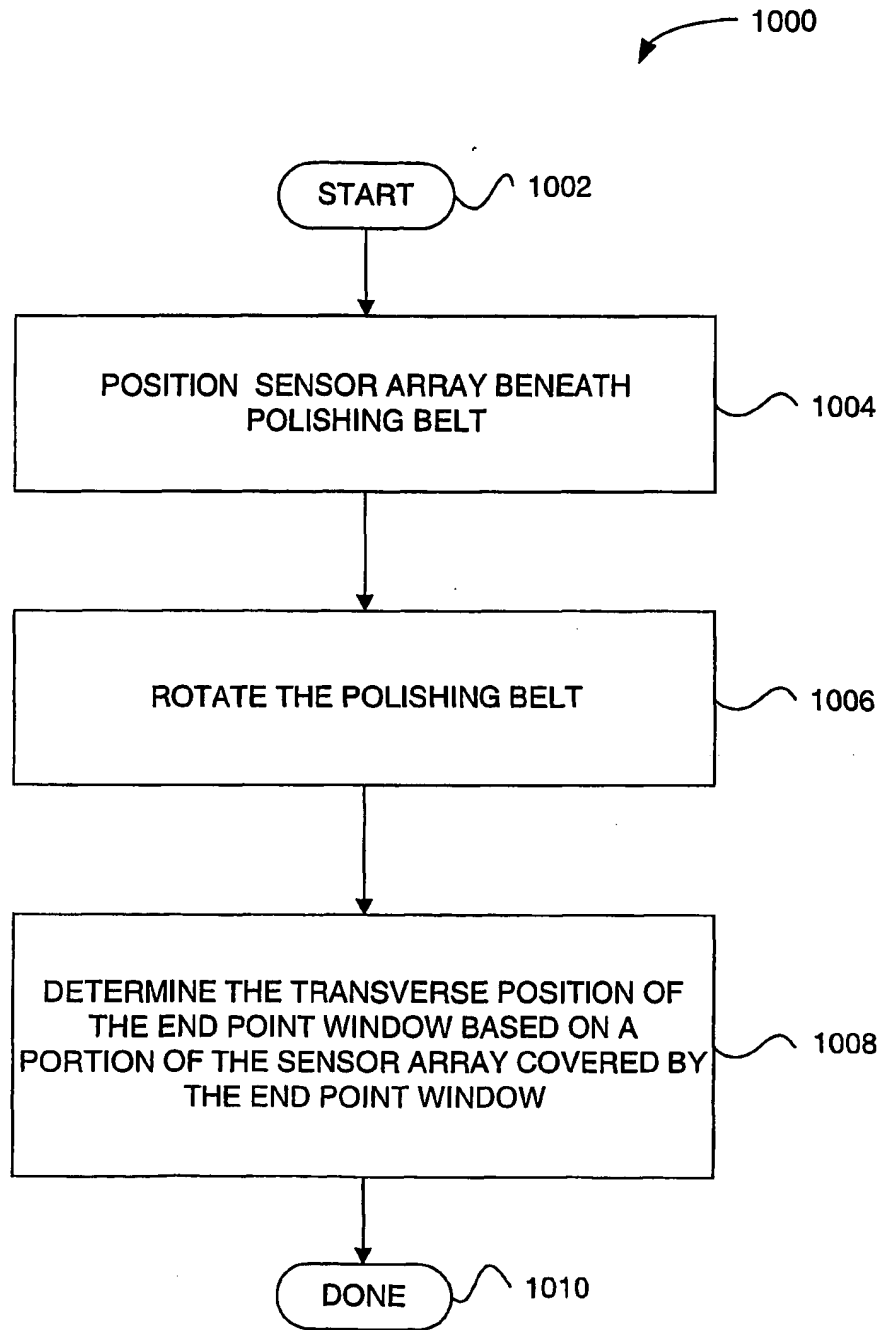 1000
START
1002
POSITION SENSOR ARRAY BENEATH
POLISHING BELT
1004
ROTATE THE POLISHING BELT
1006
DETERMINE THE TRANSVERSE POSITION OF
THE END POINT WINDOW BASED ON A
PORTION OF THE SENSOR ARRAY COVERED BY
THE END POINT WINDOW
1008
DONE
1010